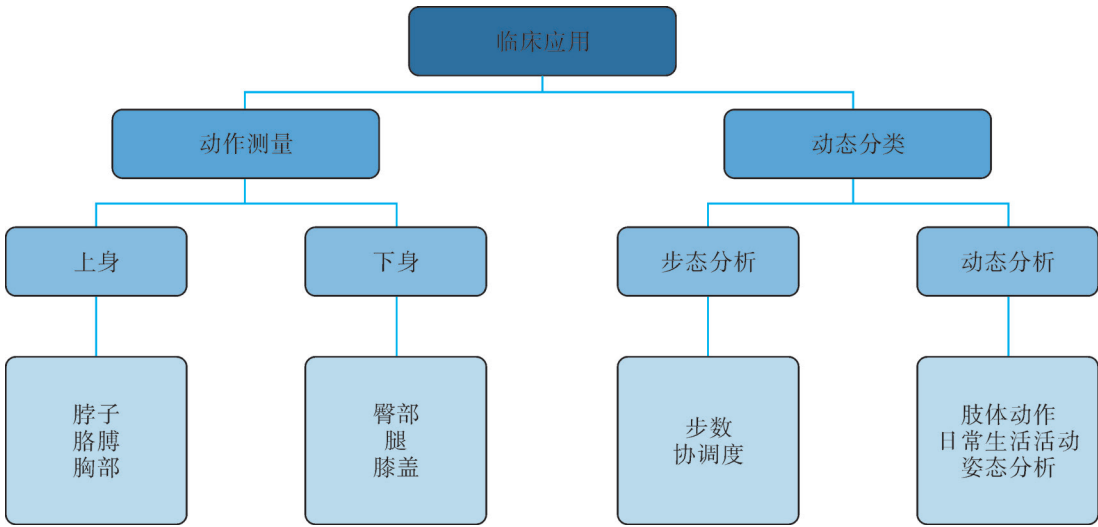 临床应用
动作测量
动态分类
上身
下身
步态分析
动态分析
脖子
胳膊
胸部
臀部
腿
膝盖
步数
协调度
肢体动作
日常生活活动
姿态分析